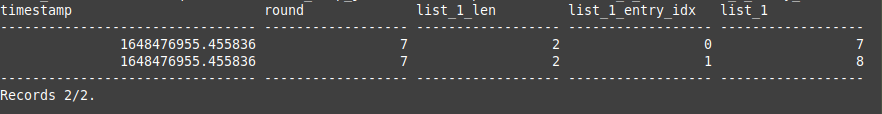 timestamp round list_1_len list_1_entry_idx list_1
------------------- ------------------ ------------------ ------------------ ------------------
1648476955.455836 7 2 0 7
1648476955.455836 7 2 1 8
------------------- ------------------ ------------------ ------------------ ------------------
Records 2/2.